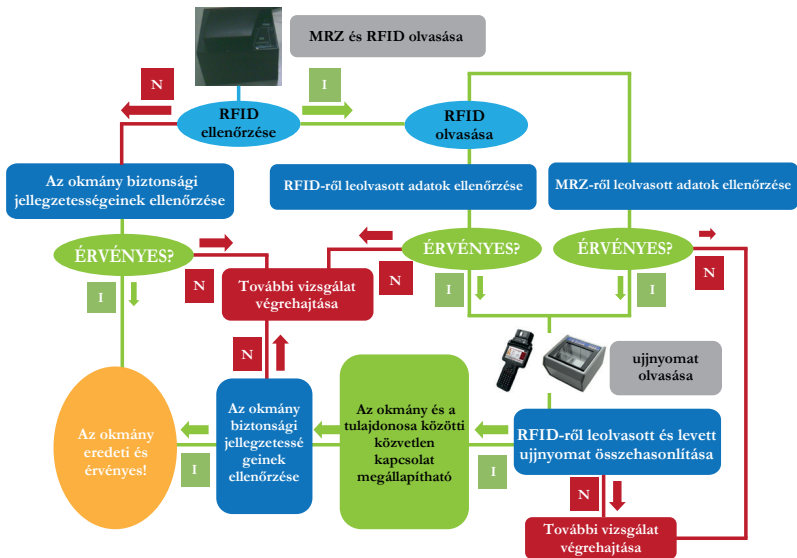 MRZ és RFID olvasása
N
I
RFID
ellenőrzése
RFID
olvasása
Az okmány biztonsági
jellegzetességeinek ellenőrzése
RFID-ről leolvasott adatok ellenőrzése
MRZ-ről leolvasott adatok ellenőrzése
ÉRVÉNYES?
ÉRVÉNYES?
ÉRVÉNYES?
N
N
N
I
I
I
További vizsgálat
végrehajtása
N
ujjnyomat
olvasása
Az okmány
eredeti és
érvényes!
I
Az okmány
biztonsági
jellegzetessé
geinek
ellenőrzése
Az okmány és a
tulajdonosa közötti
közvetlen
kapcsolat
megállapítható
I
RFID-ről leolvasott és levett
ujjnyomat összehasonlítása
N
További vizsgálat
végrehajtása